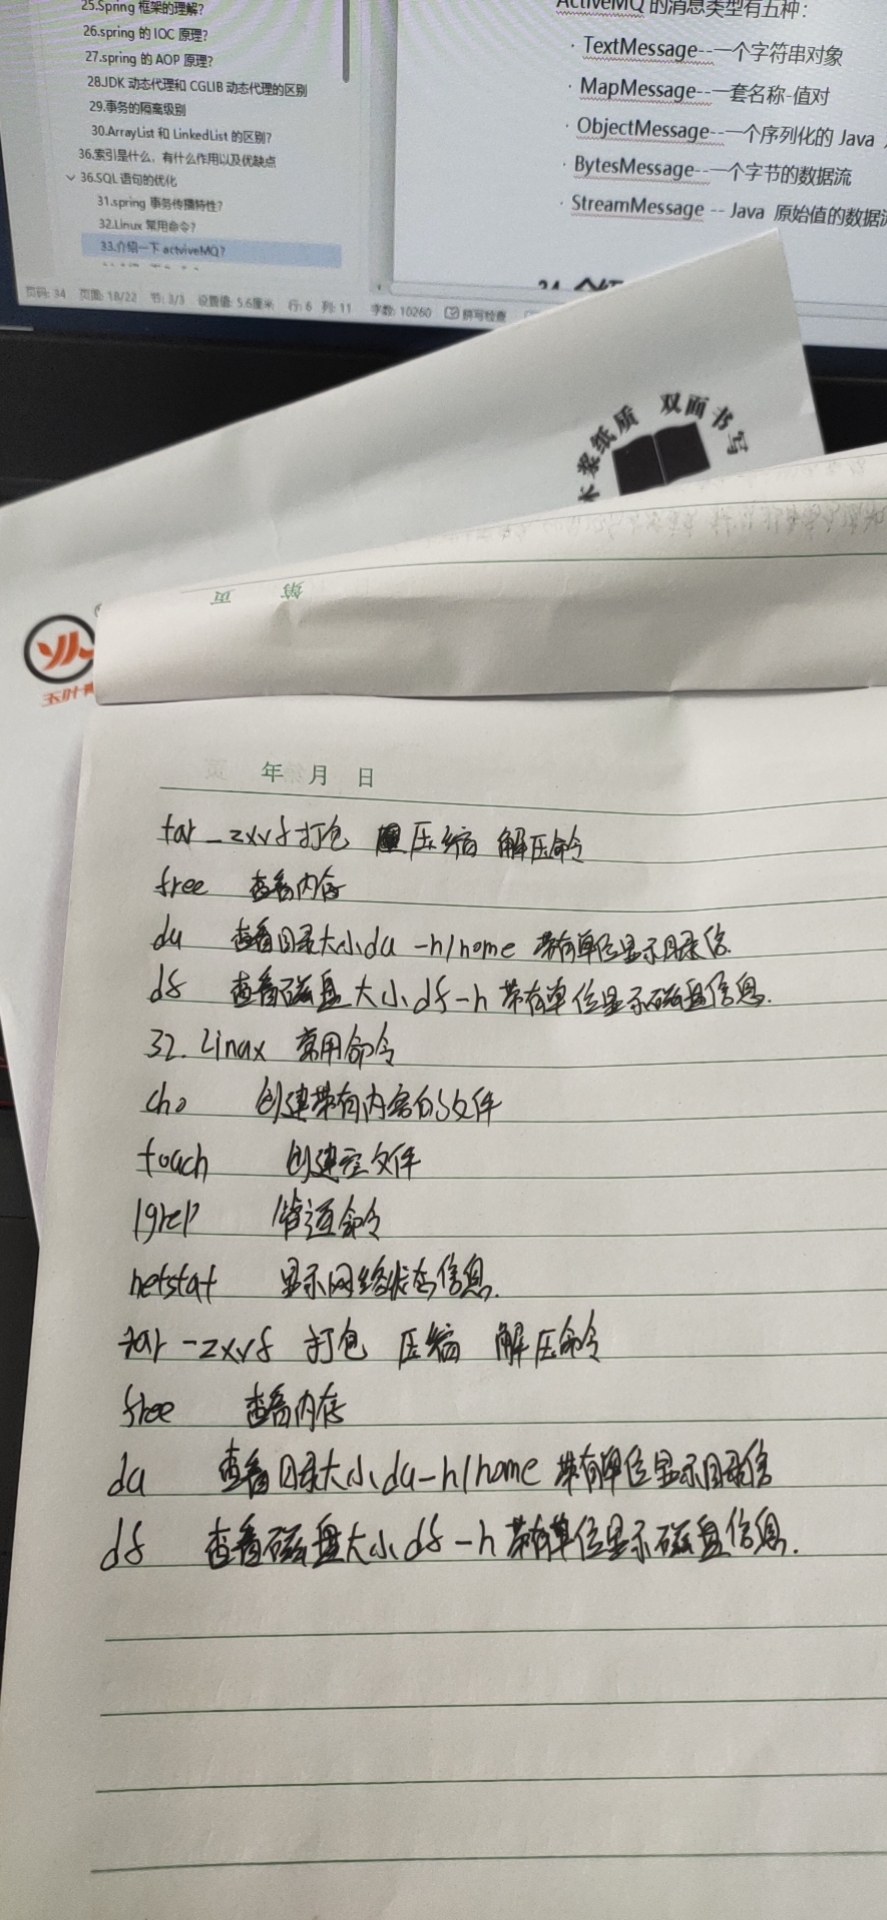 25.Spring 框架的理解?
26.spring 的 IOC 原理?
27.spring 的 AOP 原理?
28.JDK 动态代理和 CGLIB 动态代理的区别
29.事务的隔离级别
30.ArrayList 和 LinkedList 的区别?
36.索引是什么，有什么作用以及优缺点
36.SQL 语句的优化
31.spring 事务传播特性?
32.Linux 常用命令?
33.介绍一下 activeMQ?
页码: 34 页面: 18/22 节: 3/3 设置值: 5.6厘米 行: 6 列: 11 字数: 10260 拼写检查
ActiveMQ 的消息类型有五种：
· TextMessage--一个字符串对象
· MapMessage--一套名称-值对
· ObjectMessage--一个序列化的 Java
· BytesMessage--一个字节的数据流
· StreamMessage -- Java 原始值的数据流
木浆纸质 双面书写
第 页
玉叶
年 月 日
tar -zxvf 打包 压缩 解压命令
free 查看内存
du 查看目录大小 du -h/home 带有单位显示目录信
df 查看磁盘大小 df -h 带有单位显示磁盘信息.
32. Linux 常用命令
cho 创建带有内容的文件
touch 创建空文件
|grep 管道命令
netstat 显示网络状态信息.
tar -zxvf 打包 压缩 解压命令
free 查看内存
du 查看目录大小 du -h/home 带有单位显示目录信
df 查看磁盘大小 df -h 带有单位显示磁盘信息.